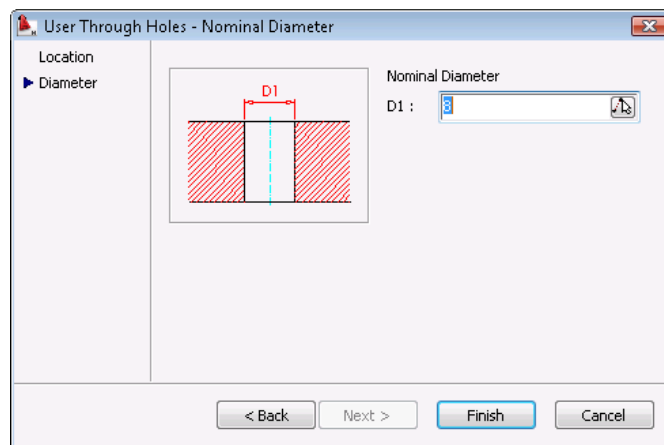 User Through Holes - Nominal Diameter
Location
Diameter
D1
Nominal Diameter
D1 : 8
< Back Next > Finish Cancel